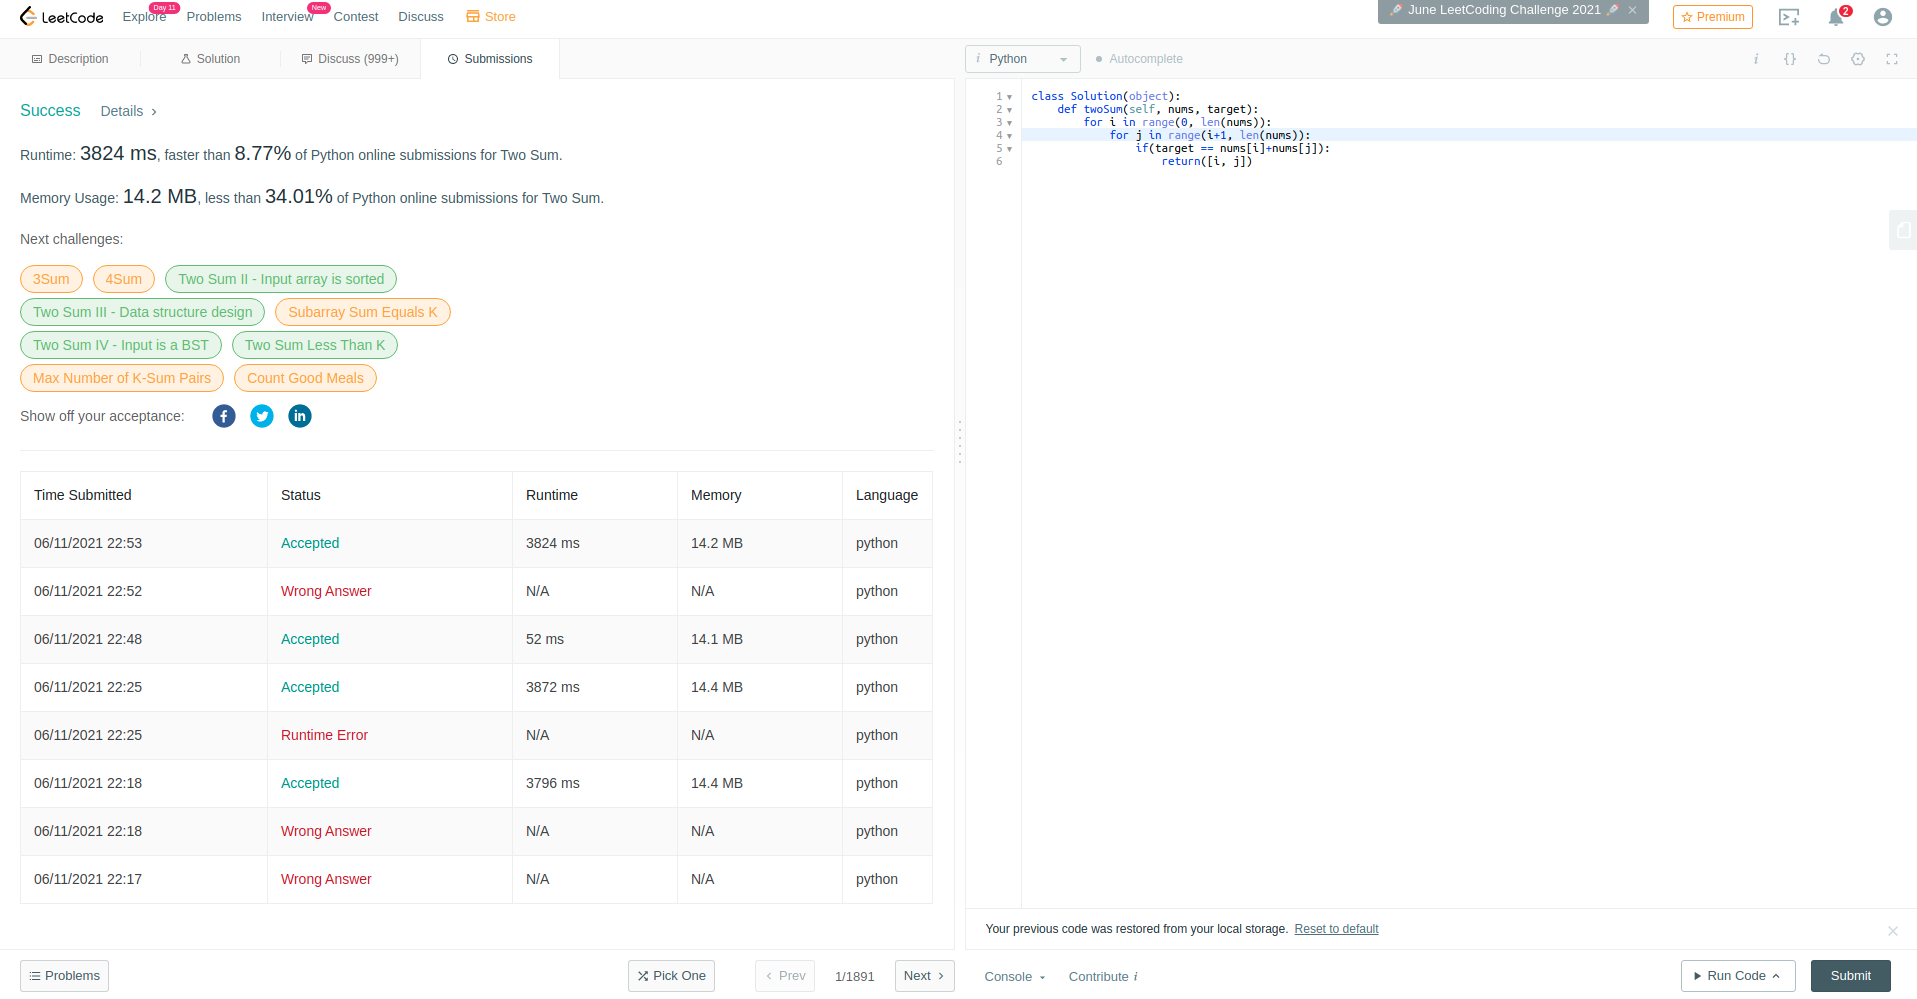 LeetCode
Explore Day 11 Problems Interview New Contest Discuss Store
June LeetCoding Challenge 2021
Premium
2
Description Solution Discuss (999+) Submissions
i Python Autocomplete
i {}
Success Details
Runtime: 3824 ms, faster than 8.77% of Python online submissions for Two Sum.
Memory Usage: 14.2 MB, less than 34.01% of Python online submissions for Two Sum.
Next challenges:
3Sum 4Sum Two Sum II - Input array is sorted
Two Sum III - Data structure design Subarray Sum Equals K
Two Sum IV - Input is a BST Two Sum Less Than K
Max Number of K-Sum Pairs Count Good Meals
Show off your acceptance: f in
Time Submitted Status Runtime Memory Language
06/11/2021 22:53 Accepted 3824 ms 14.2 MB python
06/11/2021 22:52 Wrong Answer N/A N/A python
06/11/2021 22:48 Accepted 52 ms 14.1 MB python
06/11/2021 22:25 Accepted 3872 ms 14.4 MB python
06/11/2021 22:25 Runtime Error N/A N/A python
06/11/2021 22:18 Accepted 3796 ms 14.4 MB python
06/11/2021 22:18 Wrong Answer N/A N/A python
06/11/2021 22:17 Wrong Answer N/A N/A python
1 class Solution(object):
2     def twoSum(self, nums, target):
3         for i in range(0, len(nums)):
4             for j in range(i+1, len(nums)):
5                 if(target == nums[i]+nums[j]):
6                     return([i, j])
Your previous code was restored from your local storage. Reset to default
Problems Pick One Prev 1/1891 Next
Console Contribute i Run Code Submit